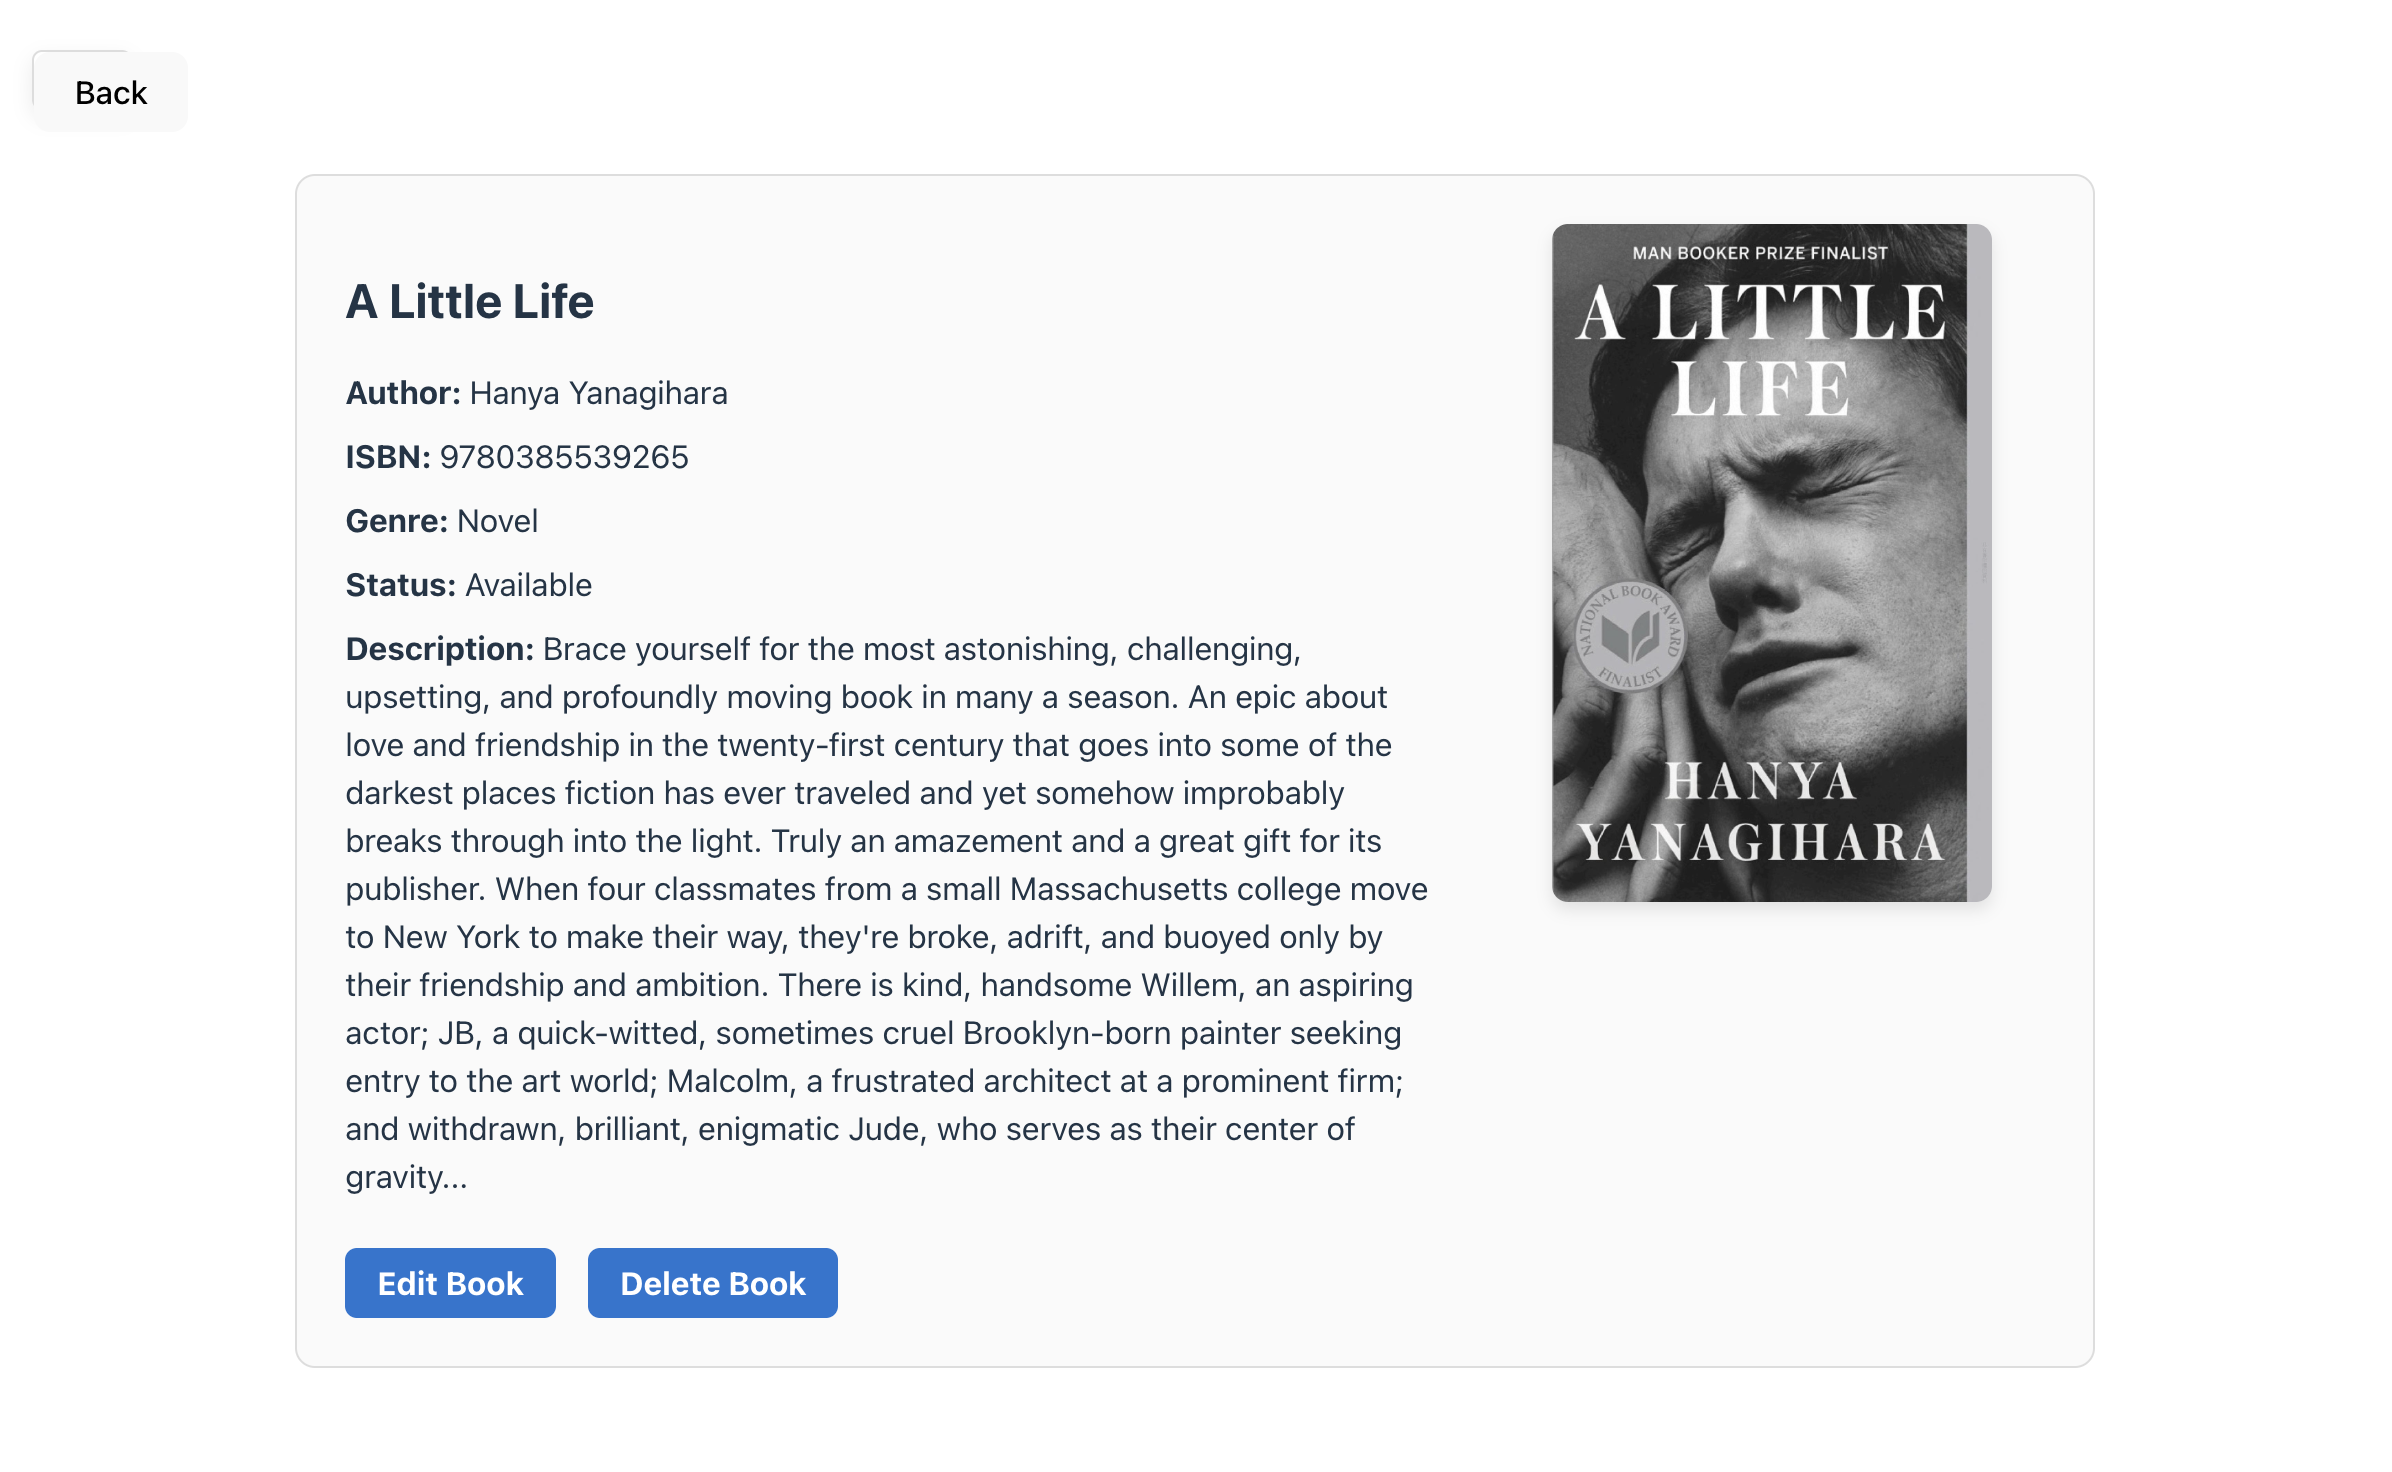 Back
A Little Life
Author: Hanya Yanagihara
ISBN: 9780385539265
Genre: Novel
Status: Available
Description: Brace yourself for the most astonishing, challenging,
upsetting, and profoundly moving book in many a season. An epic about
love and friendship in the twenty-first century that goes into some of the
darkest places fiction has ever traveled and yet somehow improbably
breaks through into the light. Truly an amazement and a great gift for its
publisher. When four classmates from a small Massachusetts college move
to New York to make their way, they're broke, adrift, and buoyed only by
their friendship and ambition. There is kind, handsome Willem, an aspiring
actor; JB, a quick-witted, sometimes cruel Brooklyn-born painter seeking
entry to the art world; Malcolm, a frustrated architect at a prominent firm;
and withdrawn, brilliant, enigmatic Jude, who serves as their center of
gravity...
Edit Book
Delete Book
MAN BOOKER PRIZE FINALIST
A LITTLE
LIFE
NATIONAL BOOK AWARD
FINALIST
HANYA
YANAGIHARA